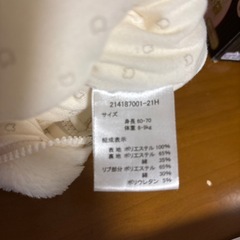 214187001-21H
サイズ
身長 60-70
体重 6-9kg
組成表示
表地 ポリエステル 100%
裏地 ポリエステル 65%
綿 35%
リブ部分 ポリエステル 65%
綿 30%
ポリウレタン 5%